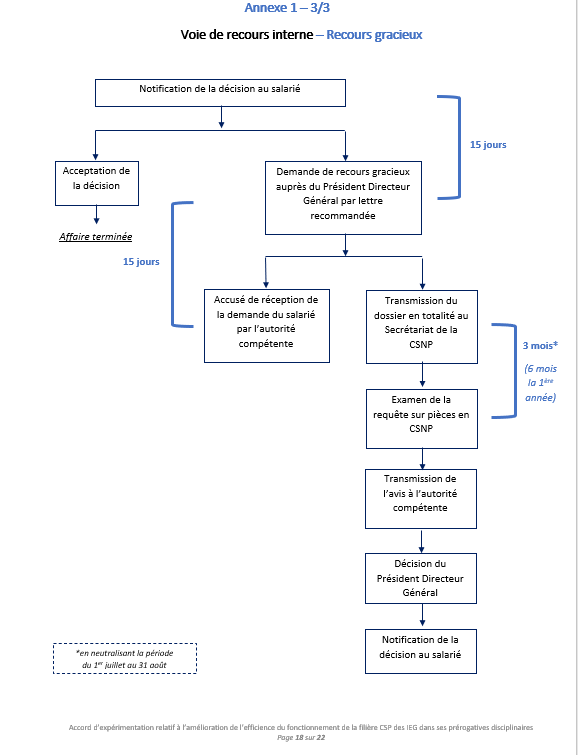 Annexe 1 – 3/3
Voie de recours interne – Recours gracieux
Notification de la décision au salarié
15 jours
Acceptation de
la décision
Affaire terminée
Demande de recours gracieux
auprès du Président Directeur
Général par lettre
recommandée
15 jours
Accusé de réception de
la demande du salarié
par l'autorité
compétente
Transmission du
dossier en totalité au
Secrétariat de la
CSNP
3 mois*
(6 mois
la 1ère
année)
Examen de la
requête sur pièces en
CSNP
Transmission de
l'avis à l'autorité
compétente
Décision du
Président Directeur
Général
Notification de la
décision au salarié
*en neutralisant la période
du 1er juillet au 31 août
Accord d'expérimentation relatif à l'amélioration de l'efficience du fonctionnement de la filière CSP des IEG dans ses prérogatives disciplinaires
Page 18 sur 22